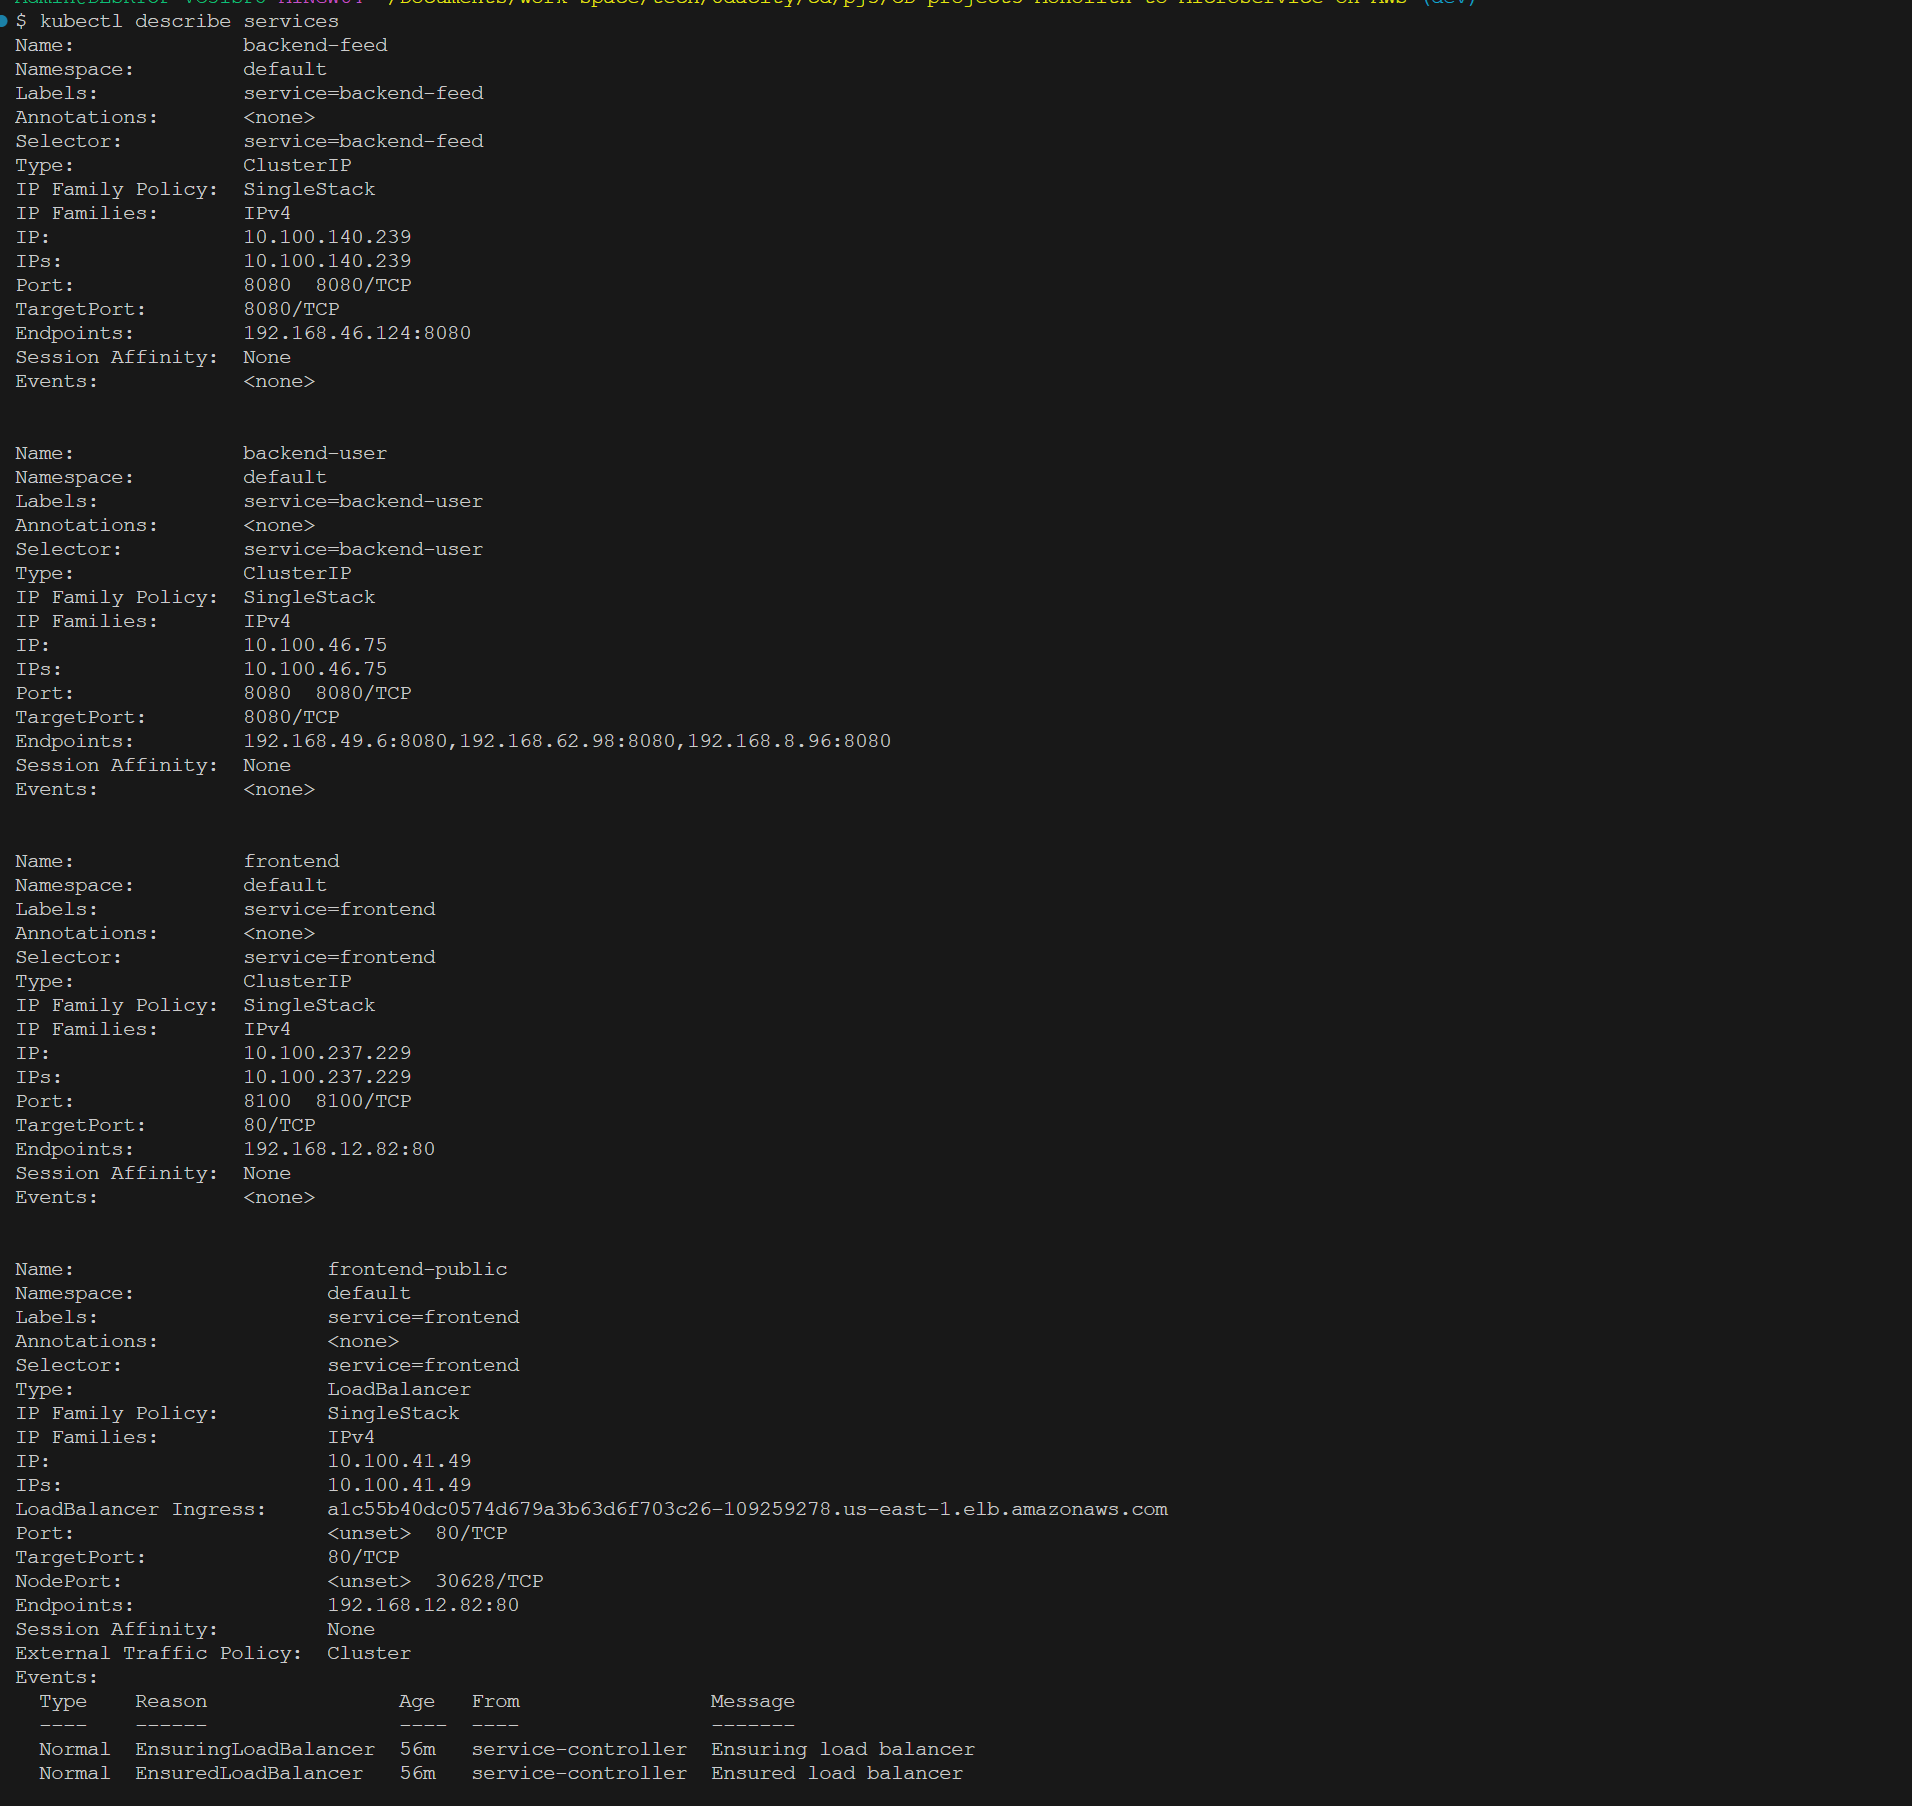 $ kubectl describe services
Name:              backend-feed
Namespace:         default
Labels:            service=backend-feed
Annotations:       <none>
Selector:          service=backend-feed
Type:              ClusterIP
IP Family Policy:  SingleStack
IP Families:       IPv4
IP:                10.100.140.239
IPs:               10.100.140.239
Port:              8080  8080/TCP
TargetPort:        8080/TCP
Endpoints:         192.168.46.124:8080
Session Affinity:  None
Events:            <none>
Name:              backend-user
Namespace:         default
Labels:            service=backend-user
Annotations:       <none>
Selector:          service=backend-user
Type:              ClusterIP
IP Family Policy:  SingleStack
IP Families:       IPv4
IP:                10.100.46.75
IPs:               10.100.46.75
Port:              8080  8080/TCP
TargetPort:        8080/TCP
Endpoints:         192.168.49.6:8080,192.168.62.98:8080,192.168.8.96:8080
Session Affinity:  None
Events:            <none>
Name:              frontend
Namespace:         default
Labels:            service=frontend
Annotations:       <none>
Selector:          service=frontend
Type:              ClusterIP
IP Family Policy:  SingleStack
IP Families:       IPv4
IP:                10.100.237.229
IPs:               10.100.237.229
Port:              8100  8100/TCP
TargetPort:        80/TCP
Endpoints:         192.168.12.82:80
Session Affinity:  None
Events:            <none>
Name:                     frontend-public
Namespace:                default
Labels:                   service=frontend
Annotations:              <none>
Selector:                 service=frontend
Type:                     LoadBalancer
IP Family Policy:         SingleStack
IP Families:              IPv4
IP:                       10.100.41.49
IPs:                      10.100.41.49
LoadBalancer Ingress:     a1c55b40dc0574d679a3b63d6f703c26-109259278.us-east-1.elb.amazonaws.com
Port:                     <unset>  80/TCP
TargetPort:               80/TCP
NodePort:                 <unset>  30628/TCP
Endpoints:                192.168.12.82:80
Session Affinity:         None
External Traffic Policy:  Cluster
Events:
  Type    Reason                Age   From                Message
  ----    ------                ----  ----                -------
  Normal  EnsuringLoadBalancer  56m   service-controller  Ensuring load balancer
  Normal  EnsuredLoadBalancer   56m   service-controller  Ensured load balancer